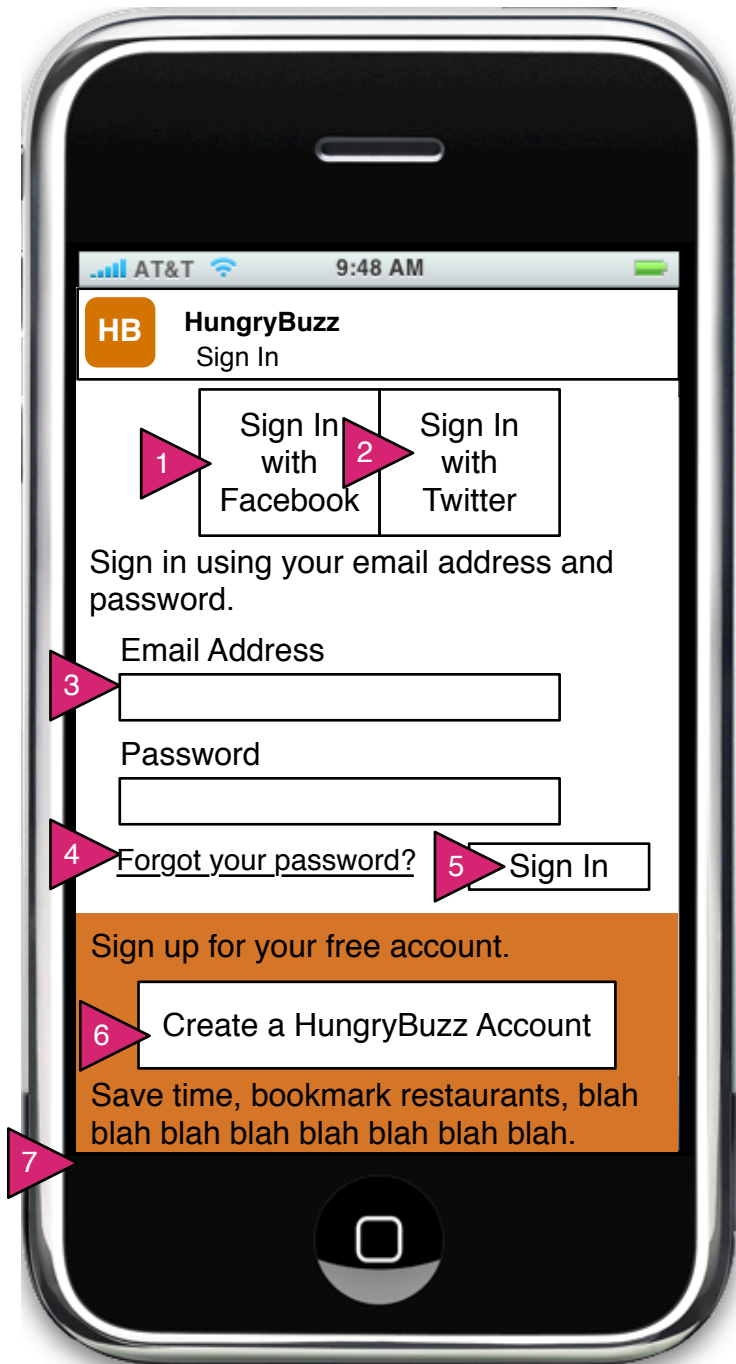 AT&T 9:48 AM
HB HungryBuzz
Sign In
Sign In
with
Facebook
Sign In
with
Twitter
1
2
Sign in using your email address and
password.
Email Address
3
Password
4 Forgot your password? 5 Sign In
Sign up for your free account.
6 Create a HungryBuzz Account
Save time, bookmark restaurants, blah
blah blah blah blah blah blah blah.
7